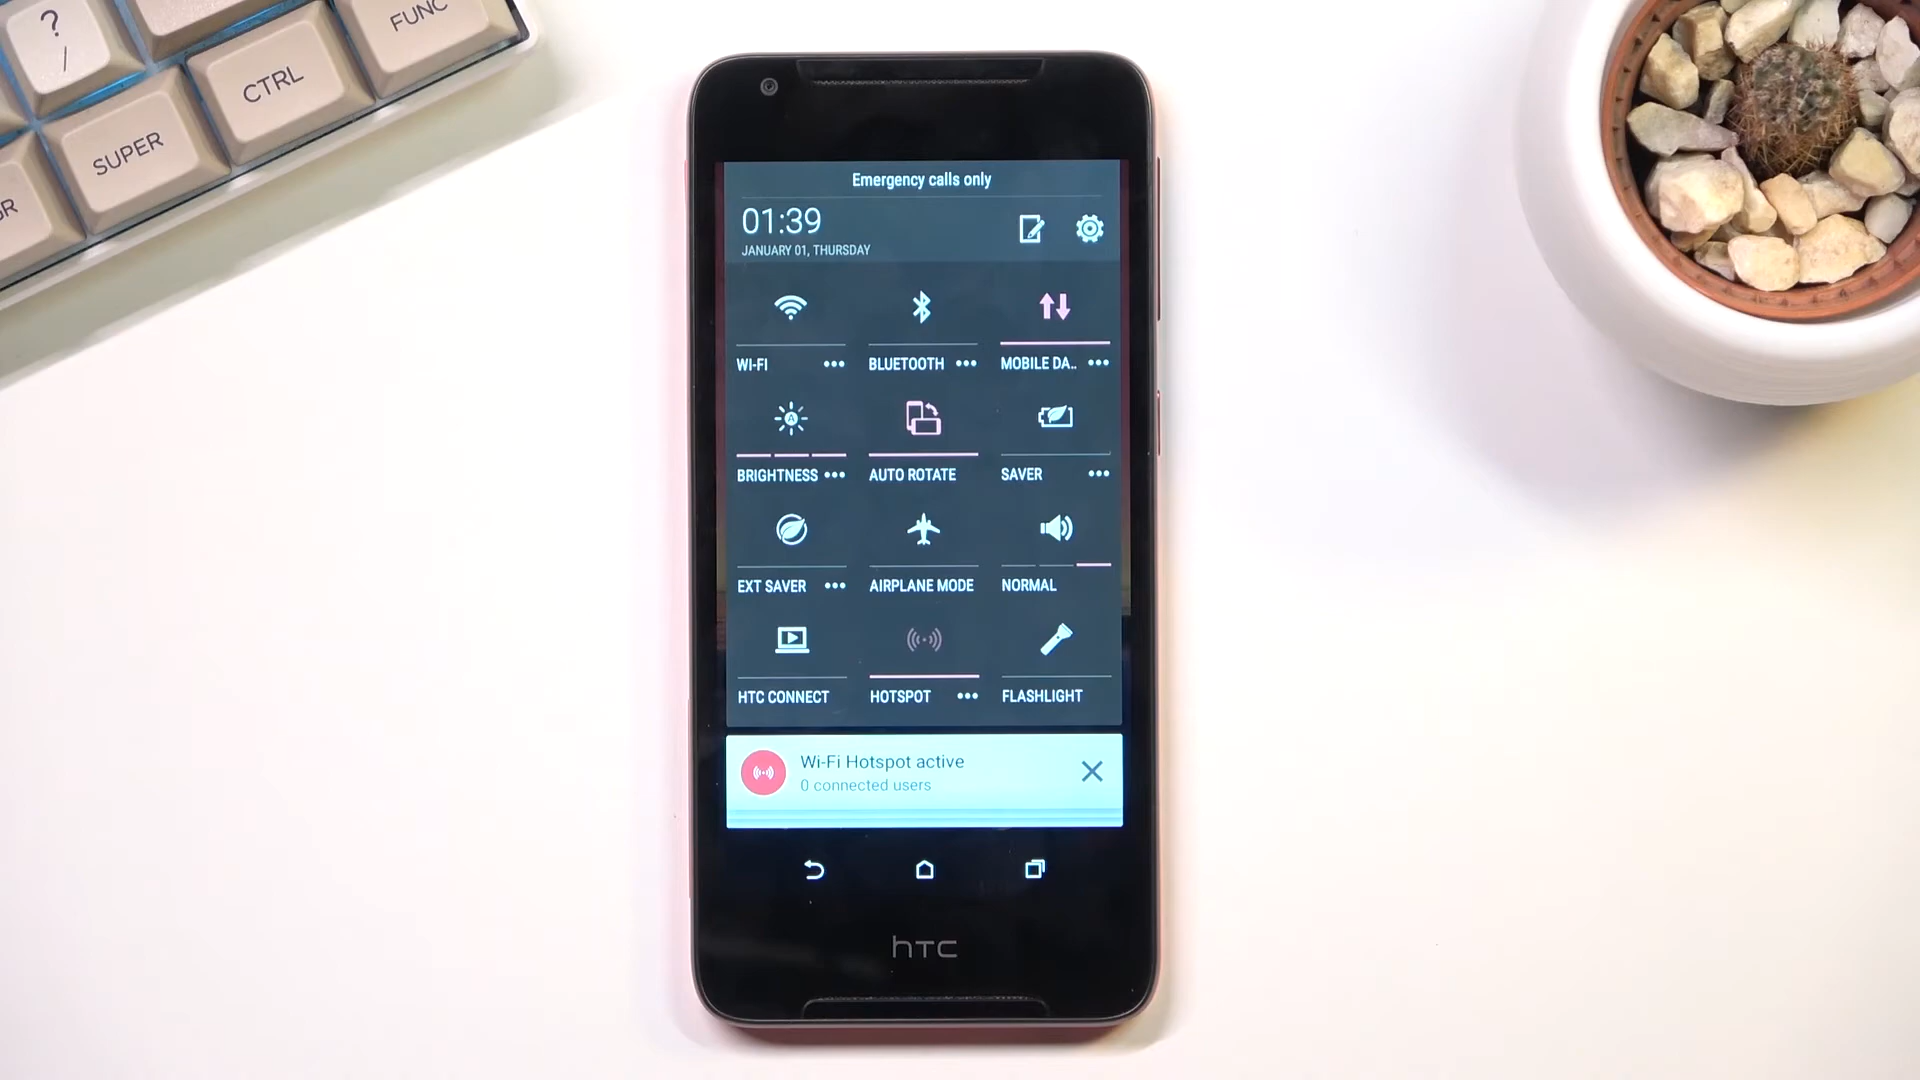 ?
/
FUNC
CTRL
SUPER
GR
Emergency calls only
01:39
JANUARY 01, THURSDAY
WI-FI
BLUETOOTH
MOBILE DA..
A
BRIGHTNESS
AUTO ROTATE
SAVER
EXT SAVER
AIRPLANE MODE
NORMAL
HTC CONNECT
HOTSPOT
FLASHLIGHT
Wi-Fi Hotspot active
0 connected users
hTC